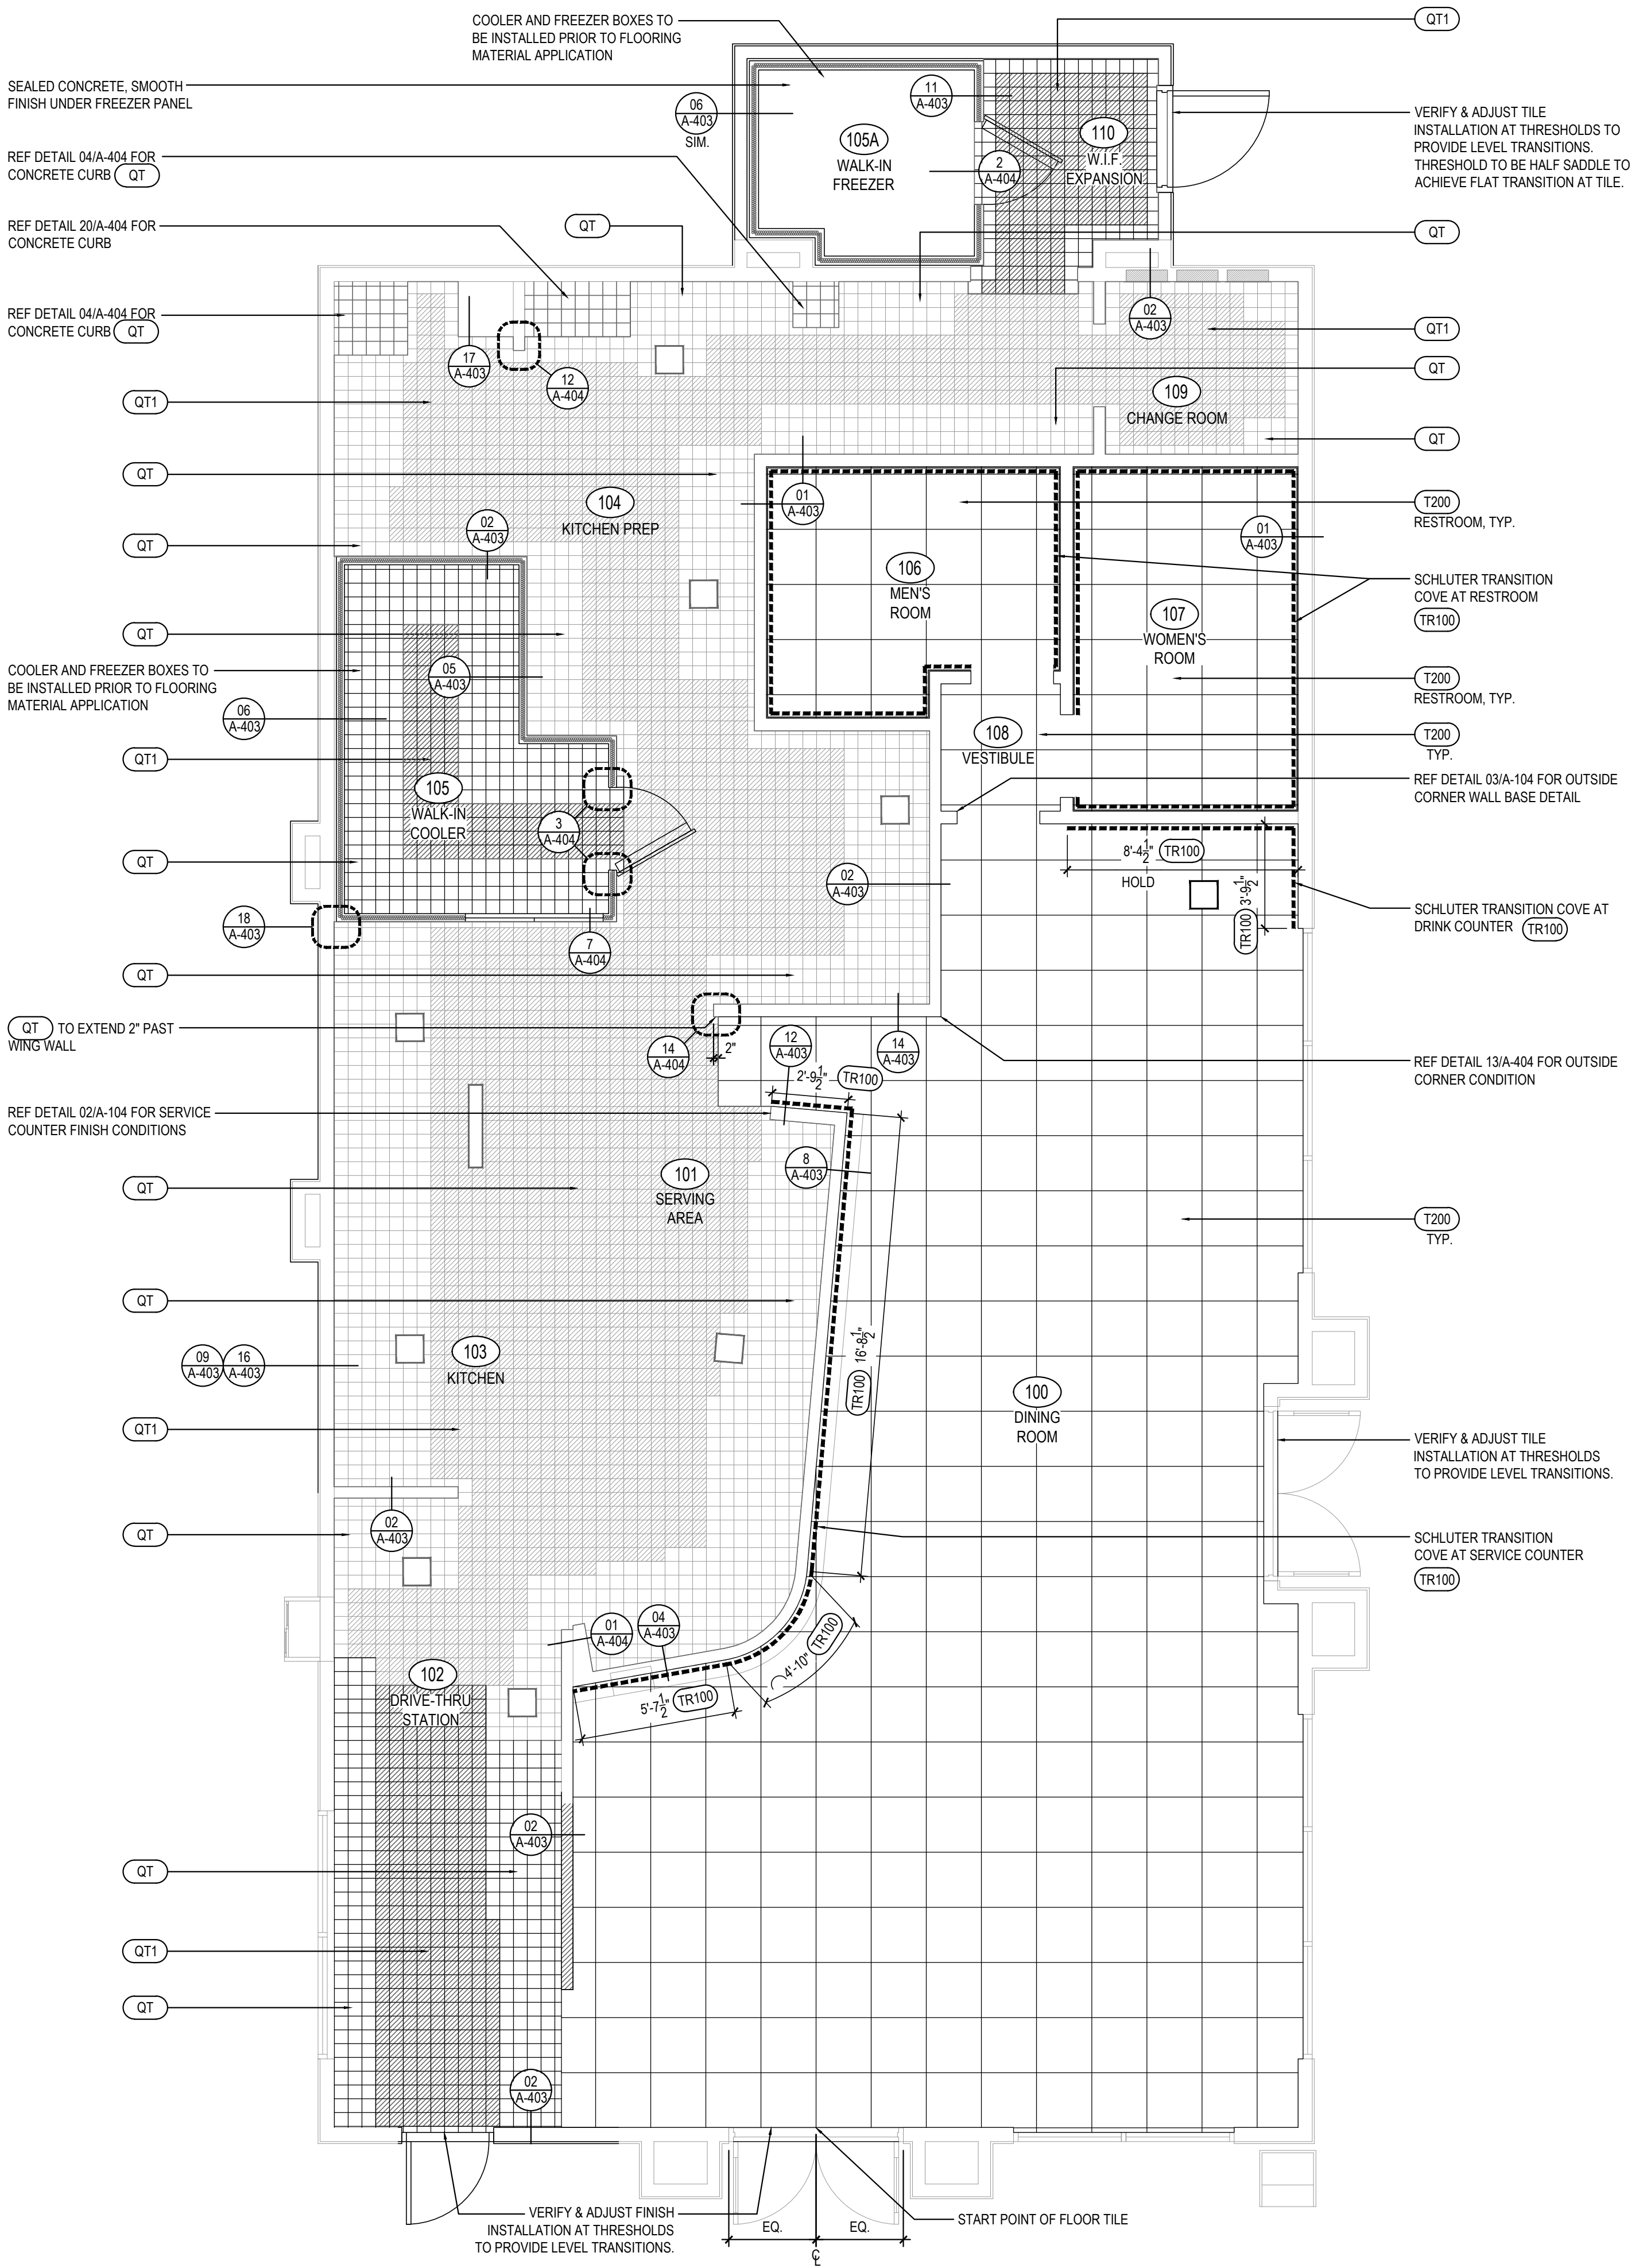 COOLER AND FREEZER BOXES TO
BE INSTALLED PRIOR TO FLOORING
MATERIAL APPLICATION
QT1
SEALED CONCRETE, SMOOTH
FINISH UNDER FREEZER PANEL
06
A-403
SIM.
11
A-403
105A
WALK-IN
FREEZER
2
A-404
110
W.I.F.
EXPANSION
VERIFY & ADJUST TILE
INSTALLATION AT THRESHOLDS TO
PROVIDE LEVEL TRANSITIONS.
THRESHOLD TO BE HALF SADDLE TO
ACHIEVE FLAT TRANSITION AT TILE.
REF DETAIL 04/A-404 FOR
CONCRETE CURB QT
REF DETAIL 20/A-404 FOR
CONCRETE CURB
QT
QT
REF DETAIL 04/A-404 FOR
CONCRETE CURB QT
02
A-403
QT1
17
A-403
12
A-404
QT
QT1
109
CHANGE ROOM
QT
QT
104
KITCHEN PREP
01
A-403
T200
RESTROOM, TYP.
02
A-403
01
A-403
QT
106
MEN'S
ROOM
SCHLUTER TRANSITION
COVE AT RESTROOM
TR100
107
WOMEN'S
ROOM
QT
COOLER AND FREEZER BOXES TO
BE INSTALLED PRIOR TO FLOORING
MATERIAL APPLICATION
05
A-403
T200
RESTROOM, TYP.
06
A-403
108
VESTIBULE
T200
TYP.
QT1
105
WALK-IN
COOLER
3
A-404
REF DETAIL 03/A-104 FOR OUTSIDE
CORNER WALL BASE DETAIL
QT
8'-4 1/2" TR100
HOLD
TR100 3'-9 1/2"
02
A-403
18
A-403
7
A-404
SCHLUTER TRANSITION COVE AT
DRINK COUNTER TR100
QT
QT TO EXTEND 2" PAST
WING WALL
14
A-404
2"
12
A-403
14
A-403
2'-9 1/2" TR100
REF DETAIL 13/A-404 FOR OUTSIDE
CORNER CONDITION
REF DETAIL 02/A-104 FOR SERVICE
COUNTER FINISH CONDITIONS
8
A-403
QT
101
SERVING
AREA
T200
TYP.
QT
TR100 16'-8 1/2"
09
A-403
16
A-403
103
KITCHEN
100
DINING
ROOM
QT1
VERIFY & ADJUST TILE
INSTALLATION AT THRESHOLDS
TO PROVIDE LEVEL TRANSITIONS.
QT
02
A-403
SCHLUTER TRANSITION
COVE AT SERVICE COUNTER
TR100
01
A-404
04
A-403
4'-10" TR100
5'-7 1/2" TR100
102
DRIVE-THRU
STATION
02
A-403
QT
QT1
QT
02
A-403
VERIFY & ADJUST FINISH
INSTALLATION AT THRESHOLDS
TO PROVIDE LEVEL TRANSITIONS.
EQ.
EQ.
START POINT OF FLOOR TILE
CL